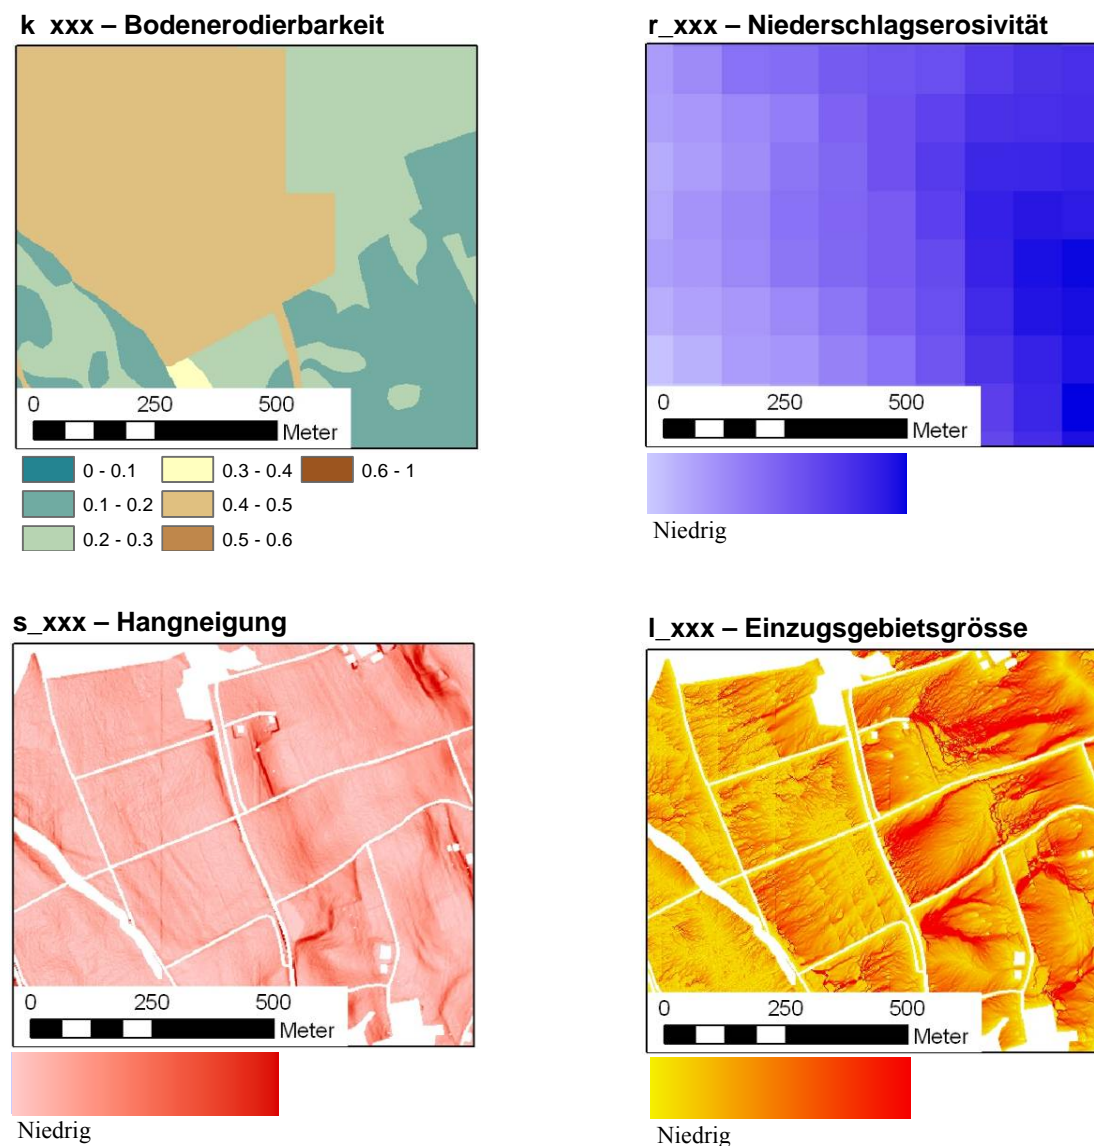 k_xxx – Bodenerodierbarkeit
r_xxx – Niederschlagserosivität
0 250 500
Meter
0 250 500
Meter
0 - 0.1 0.3 - 0.4 0.6 - 1
0.1 - 0.2 0.4 - 0.5
0.2 - 0.3 0.5 - 0.6
Niedrig
s_xxx – Hangneigung
l_xxx – Einzugsgebietsgrösse
0 250 500
Meter
0 250 500
Meter
Niedrig
Niedrig